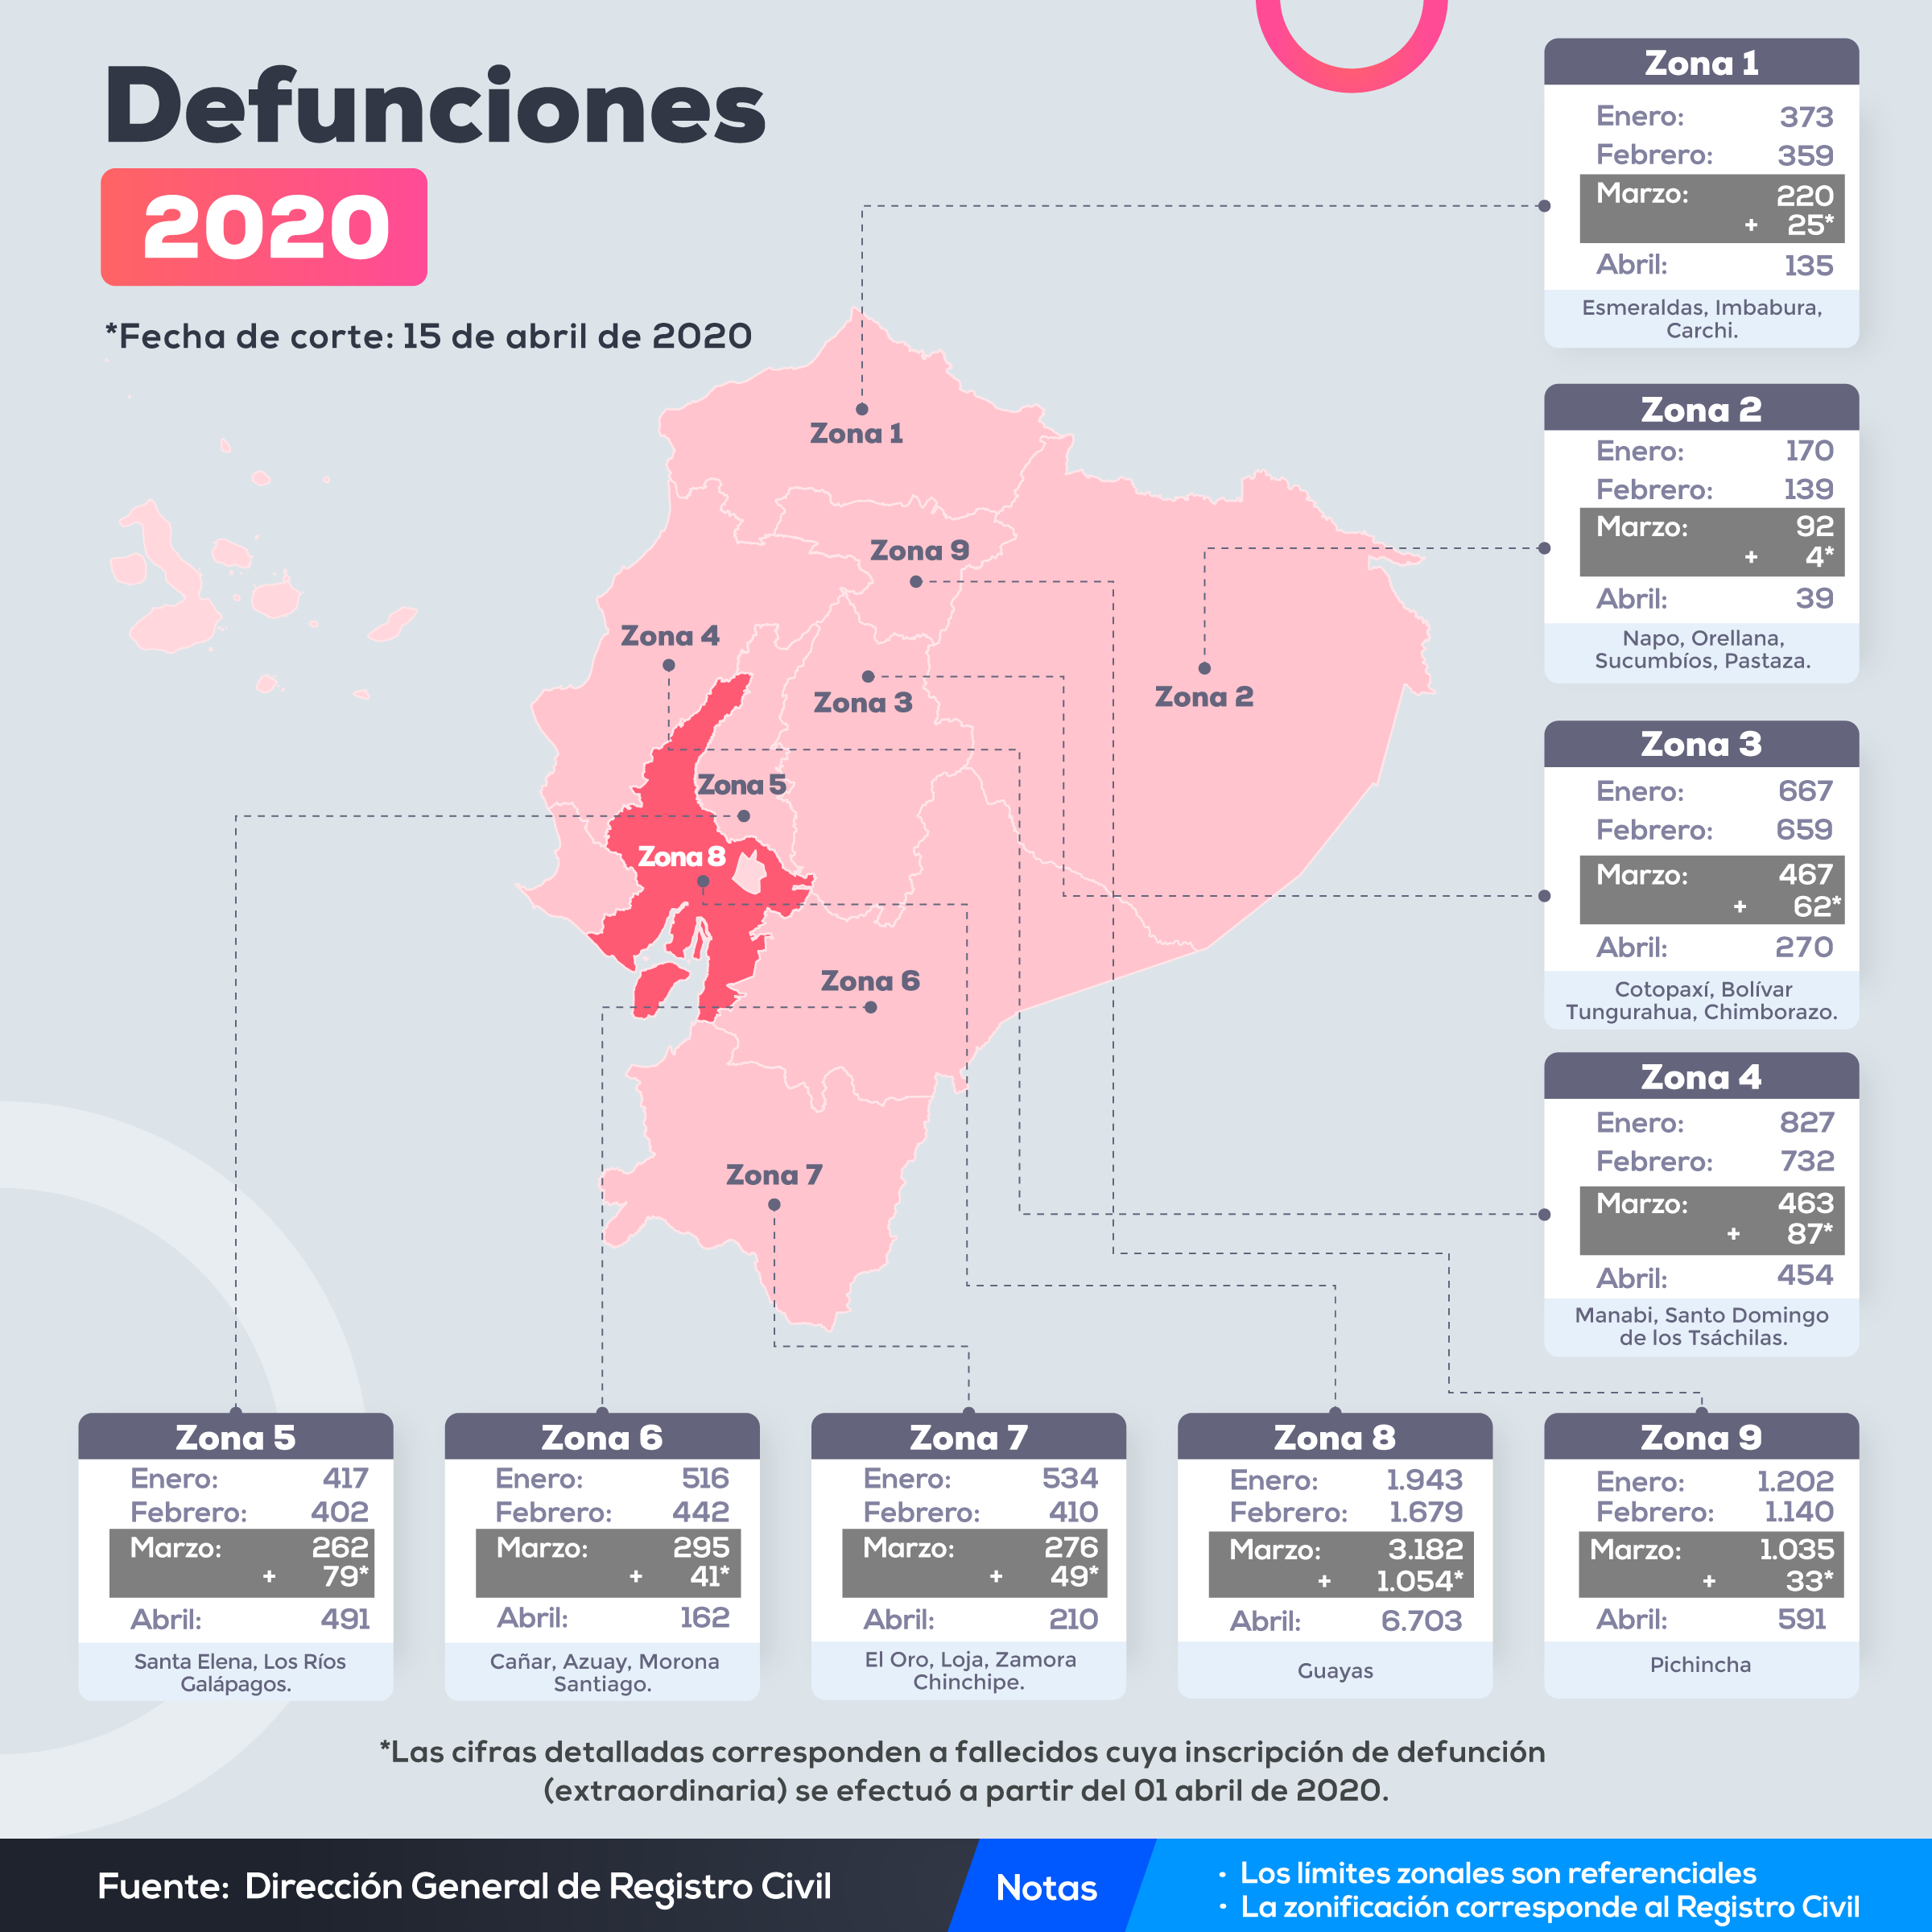 Defunciones
2020
*Fecha de corte: 15 de abril de 2020
Zona 1
Enero: 373
Febrero: 359
Marzo: 220
+ 25*
Abril: 135
Esmeraldas, Imbabura,
Carchi.
Zona 2
Enero: 170
Febrero: 139
Marzo: 92
+ 4*
Abril: 39
Napo, Orellana,
Sucumbíos, Pastaza.
Zona 3
Enero: 667
Febrero: 659
Marzo: 467
+ 62*
Abril: 270
Cotopaxí, Bolívar
Tungurahua, Chimborazo.
Zona 4
Enero: 827
Febrero: 732
Marzo: 463
+ 87*
Abril: 454
Manabi, Santo Domingo
de los Tsáchilas.
Zona 1
Zona 9
Zona 4
Zona 3
Zona 2
Zona 5
Zona 8
Zona 6
Zona 7
Zona 5
Enero: 417
Febrero: 402
Marzo: 262
+ 79*
Abril: 491
Santa Elena, Los Ríos
Galápagos.
Zona 6
Enero: 516
Febrero: 442
Marzo: 295
+ 41*
Abril: 162
Cañar, Azuay, Morona
Santiago.
Zona 7
Enero: 534
Febrero: 410
Marzo: 276
+ 49*
Abril: 210
El Oro, Loja, Zamora
Chinchipe.
Zona 8
Enero: 1.943
Febrero: 1.679
Marzo: 3.182
+ 1.054*
Abril: 6.703
Guayas
Zona 9
Enero: 1.202
Febrero: 1.140
Marzo: 1.035
+ 33*
Abril: 591
Pichincha
*Las cifras detalladas corresponden a fallecidos cuya inscripción de defunción
(extraordinaria) se efectuó a partir del 01 abril de 2020.
Fuente: Dirección General de Registro Civil
Notas
· Los límites zonales son referenciales
· La zonificación corresponde al Registro Civil